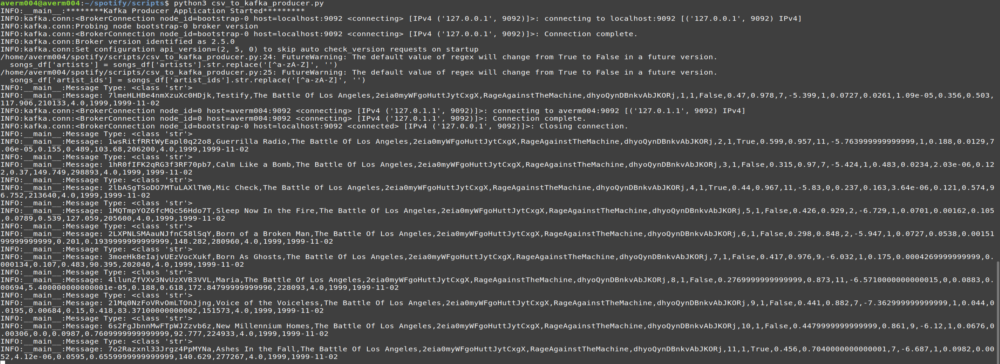 averm004@averm004:~/spotify/scripts$ python3 csv_to_kafka_producer.py
INFO:__main__:********Kafka Producer Application Started*********
INFO:kafka.conn:<BrokerConnection node_id=bootstrap-0 host=localhost:9092 <connecting> [IPv4 ('127.0.0.1', 9092)]>: connecting to localhost:9092 [('127.0.0.1', 9092) IPv4]
INFO:kafka.conn:Probing node bootstrap-0 broker version
INFO:kafka.conn:<BrokerConnection node_id=bootstrap-0 host=localhost:9092 <connecting> [IPv4 ('127.0.0.1', 9092)]>: Connection complete.
INFO:kafka.conn:Broker version identified as 2.5.0
INFO:kafka.conn:Set configuration api_version=(2, 5, 0) to skip auto check_version requests on startup
/home/averm004/spotify/scripts/csv_to_kafka_producer.py:24: FutureWarning: The default value of regex will change from True to False in a future version.
  songs_df['artists'] = songs_df['artists'].str.replace('[^a-zA-Z]', '')
/home/averm004/spotify/scripts/csv_to_kafka_producer.py:25: FutureWarning: The default value of regex will change from True to False in a future version.
  songs_df['artist_ids'] = songs_df['artist_ids'].str.replace('[^a-zA-Z]', '')
INFO:__main__:Message Type: <class 'str'>
INFO:__main__:Message: 7lmeHLHBe4nmXzuXc0HDjk,Testify,The Battle Of Los Angeles,2eia0myWFgoHuttJytCxgX,RageAgainstTheMachine,dhyoQynDBnkvAbJKORj,1,1,False,0.47,0.978,7,-5.399,1,0.0727,0.0261,1.09e-05,0.356,0.503,
117.906,210133,4.0,1999,1999-11-02
INFO:kafka.conn:<BrokerConnection node_id=0 host=averm004:9092 <connecting> [IPv4 ('127.0.1.1', 9092)]>: connecting to averm004:9092 [('127.0.1.1', 9092) IPv4]
INFO:kafka.conn:<BrokerConnection node_id=0 host=averm004:9092 <connecting> [IPv4 ('127.0.1.1', 9092)]>: Connection complete.
INFO:kafka.conn:<BrokerConnection node_id=bootstrap-0 host=localhost:9092 <connected> [IPv4 ('127.0.0.1', 9092)]>: Closing connection.
INFO:__main__:Message Type: <class 'str'>
INFO:__main__:Message: 1wsRitfRRtWyEapl0q22o8,Guerrilla Radio,The Battle Of Los Angeles,2eia0myWFgoHuttJytCxgX,RageAgainstTheMachine,dhyoQynDBnkvAbJKORj,2,1,True,0.599,0.957,11,-5.763999999999999,1,0.188,0.0129,7
.06e-05,0.155,0.489,103.68,206200,4.0,1999,1999-11-02
INFO:__main__:Message Type: <class 'str'>
INFO:__main__:Message: 1hR0fIFK2qRG3f3RF70pb7,Calm Like a Bomb,The Battle Of Los Angeles,2eia0myWFgoHuttJytCxgX,RageAgainstTheMachine,dhyoQynDBnkvAbJKORj,3,1,False,0.315,0.97,7,-5.424,1,0.483,0.0234,2.03e-06,0.12
2,0.37,149.749,298893,4.0,1999,1999-11-02
INFO:__main__:Message Type: <class 'str'>
INFO:__main__:Message: 2lbASgTSoDO7MTuLAXlTW0,Mic Check,The Battle Of Los Angeles,2eia0myWFgoHuttJytCxgX,RageAgainstTheMachine,dhyoQynDBnkvAbJKORj,4,1,True,0.44,0.967,11,-5.83,0,0.237,0.163,3.64e-06,0.121,0.574,9
6.752,213640,4.0,1999,1999-11-02
INFO:__main__:Message Type: <class 'str'>
INFO:__main__:Message: 1MQTmpYOZ6fcMQc56Hdo7T,Sleep Now In the Fire,The Battle Of Los Angeles,2eia0myWFgoHuttJytCxgX,RageAgainstTheMachine,dhyoQynDBnkvAbJKORj,5,1,False,0.426,0.929,2,-6.729,1,0.0701,0.00162,0.105
,0.0789,0.539,127.059,205600,4.0,1999,1999-11-02
INFO:__main__:Message Type: <class 'str'>
INFO:__main__:Message: 2LXPNLSMAauNJfnC58lSqY,Born of a Broken Man,The Battle Of Los Angeles,2eia0myWFgoHuttJytCxgX,RageAgainstTheMachine,dhyoQynDBnkvAbJKORj,6,1,False,0.298,0.848,2,-5.947,1,0.0727,0.0538,0.00151
99999999999,0.201,0.1939999999999999,148.282,280960,4.0,1999,1999-11-02
INFO:__main__:Message Type: <class 'str'>
INFO:__main__:Message: 3moeHk8eIajvUEzVocXukf,Born As Ghosts,The Battle Of Los Angeles,2eia0myWFgoHuttJytCxgX,RageAgainstTheMachine,dhyoQynDBnkvAbJKORj,7,1,False,0.417,0.976,9,-6.032,1,0.175,0.0004269999999999,0.
000134,0.107,0.483,90.395,202040,4.0,1999,1999-11-02
INFO:__main__:Message Type: <class 'str'>
INFO:__main__:Message: 4llunZfVXv3NvUzXVB3VVL,Maria,The Battle Of Los Angeles,2eia0myWFgoHuttJytCxgX,RageAgainstTheMachine,dhyoQynDBnkvAbJKORj,8,1,False,0.2769999999999999,0.873,11,-6.5710000000000015,0,0.0883,0.
00694,5.400000000000001e-05,0.188,0.618,172.84799999999996,228093,4.0,1999,1999-11-02
INFO:__main__:Message Type: <class 'str'>
INFO:__main__:Message: 21Mq0NzFoVRvOmLTOnJjng,Voice of the Voiceless,The Battle Of Los Angeles,2eia0myWFgoHuttJytCxgX,RageAgainstTheMachine,dhyoQynDBnkvAbJKORj,9,1,False,0.441,0.882,7,-7.362999999999999,1,0.044,0
.0195,0.00684,0.15,0.418,83.37100000000002,151573,4.0,1999,1999-11-02
INFO:__main__:Message Type: <class 'str'>
INFO:__main__:Message: 6s2FgJbnnMwFTpWJZzvb6z,New Millennium Homes,The Battle Of Los Angeles,2eia0myWFgoHuttJytCxgX,RageAgainstTheMachine,dhyoQynDBnkvAbJKORj,10,1,False,0.4479999999999999,0.861,9,-6.12,1,0.0676,0
.00306,0.0,0.0987,0.7609999999999999,92.777,224933,4.0,1999,1999-11-02
INFO:__main__:Message Type: <class 'str'>
INFO:__main__:Message: 7o2Razxnl33Jrgz4PpMYNa,Ashes In the Fall,The Battle Of Los Angeles,2eia0myWFgoHuttJytCxgX,RageAgainstTheMachine,dhyoQynDBnkvAbJKORj,11,1,True,0.456,0.7040000000000001,7,-6.687,1,0.0982,0.00
52,4.12e-06,0.0595,0.6559999999999999,140.629,277267,4.0,1999,1999-11-02